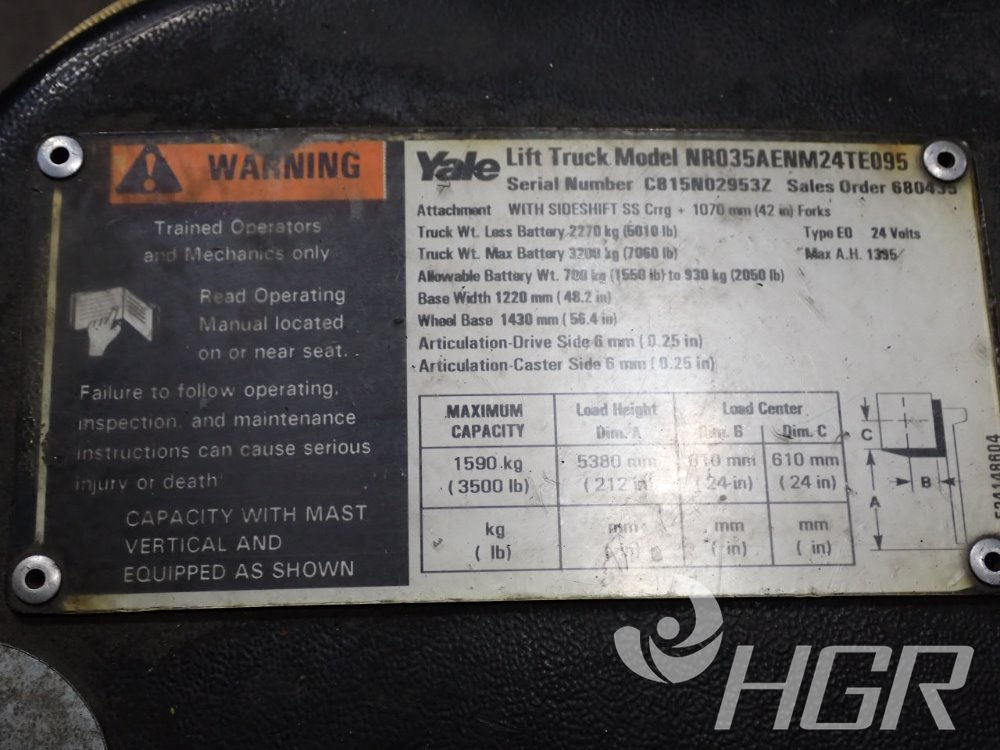 WARNING
Trained Operators
and Mechanics only
Read Operating
Manual located
on or near seat.
Failure to follow operating,
inspection and maintenance
instructions can cause serious
injury or death
CAPACITY WITH MAST
VERTICAL AND
EQUIPPED AS SHOWN
Yale Lift Truck Model NR035AENM24TE095
Serial Number C815N02953Z Sales Order 680435
Attachment WITH SIDESHIFT SS Crrg + 1070 mm (42 in) Forks
Truck Wt. Less Battery 2270 kg (5010 lb) Type EO 24 Volts
Truck Wt. Max Battery 3200 kg (7060 lb) Max A.H. 1395
Allowable Battery Wt. 700 kg (1550 lb) to 930 kg (2050 lb)
Base Width 1220 mm (48.2 in)
Wheel Base 1430 mm (56.4 in)
Articulation-Drive Side 6 mm (0.25 in)
Articulation-Caster Side 6 mm (0.25 in)
MAXIMUM CAPACITY Load Height Dim. A Load Center Dim. B Dim. C
1590 kg 5380 mm 610 mm 610 mm
(3500 lb) (212 in) (24 in) (24 in)
kg mm mm mm
(lb) (in) (in) (in)
C
B
A
HGR